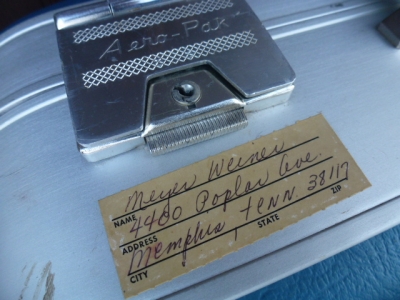 Aero-Pak
Meyer Weiner
NAME
4400 Poplar Ave.
ADDRESS
Memphis Tenn. 38117
CITY STATE ZIP